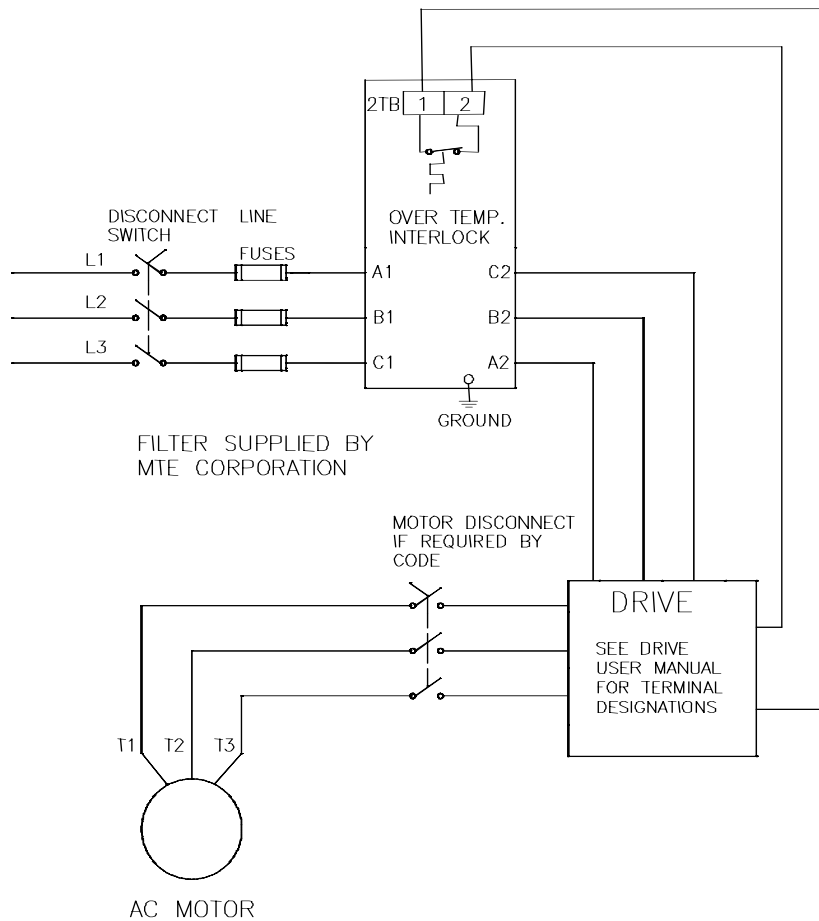 2TB 1 2
OVER TEMP.
INTERLOCK
DISCONNECT
SWITCH
LINE
FUSES
L1
A1
C2
L2
B1
B2
L3
C1
A2
GROUND
FILTER SUPPLIED BY
MTE CORPORATION
MOTOR DISCONNECT
IF REQUIRED BY
CODE
DRIVE
SEE DRIVE
USER MANUAL
FOR TERMINAL
DESIGNATIONS
T1 T2 T3
AC MOTOR